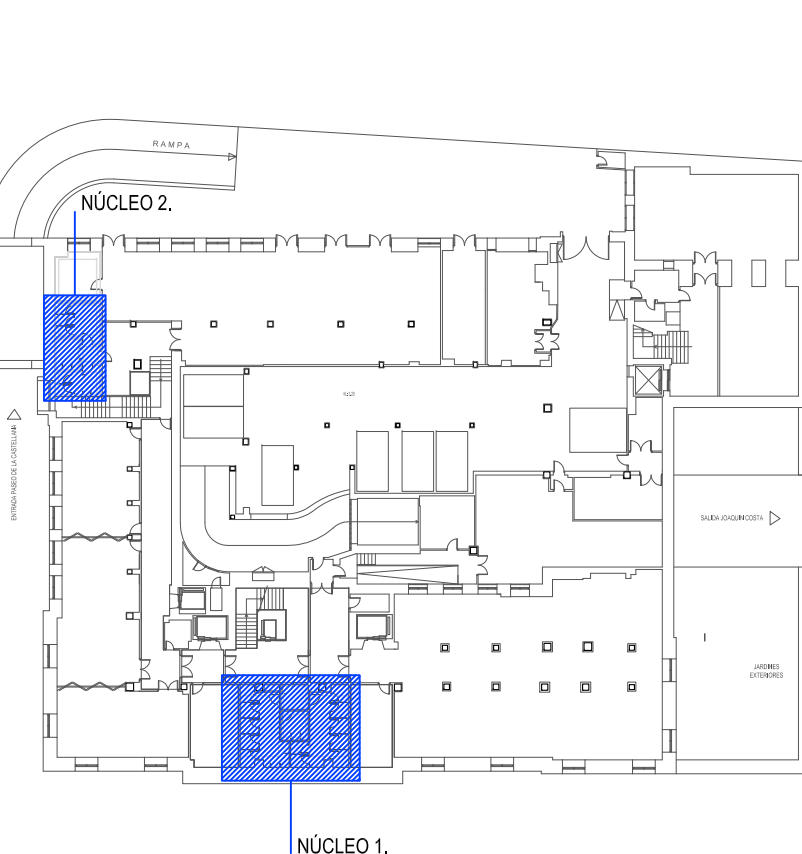 RAMPA
NÚCLEO 2.
ENTRADA PASEO DE LA CASTELLANA
SALIDA JOAQUIN COSTA
JARDINES
EXTERIORES
NÚCLEO 1.